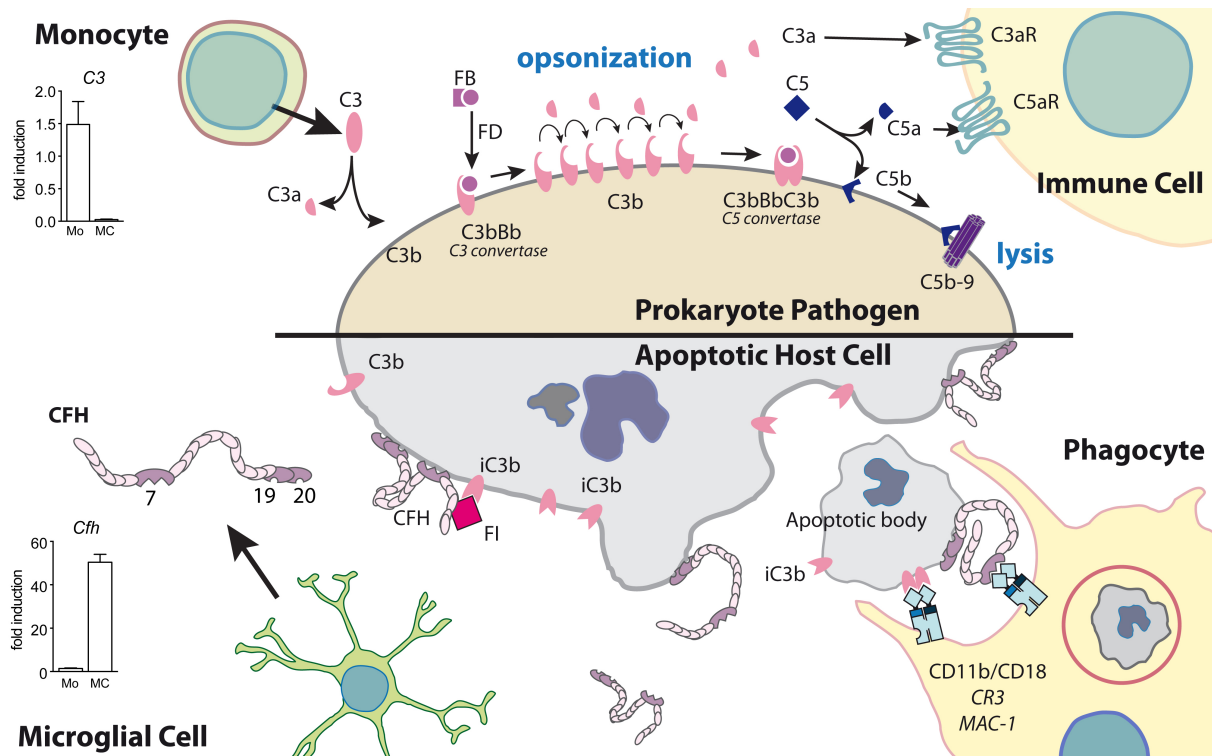 Monocyte
C3
fold induction
2.0
1.5
1.0
0.5
0.0
Mo MC
C3
C3a
C3b
FB
FD
C3bBb
C3 convertase
opsonization
C3b
C3a
C3aR
C5
C5a
C5aR
C3bBbC3b
C5 convertase
C5b
Immune Cell
lysis
C5b-9
Prokaryote Pathogen
Apoptotic Host Cell
C3b
CFH
7
19
20
iC3b
iC3b
CFH
FI
Phagocyte
Apoptotic body
iC3b
Cfh
fold induction
60
40
20
0
Mo MC
Microglial Cell
CD11b/CD18
CR3
MAC-1